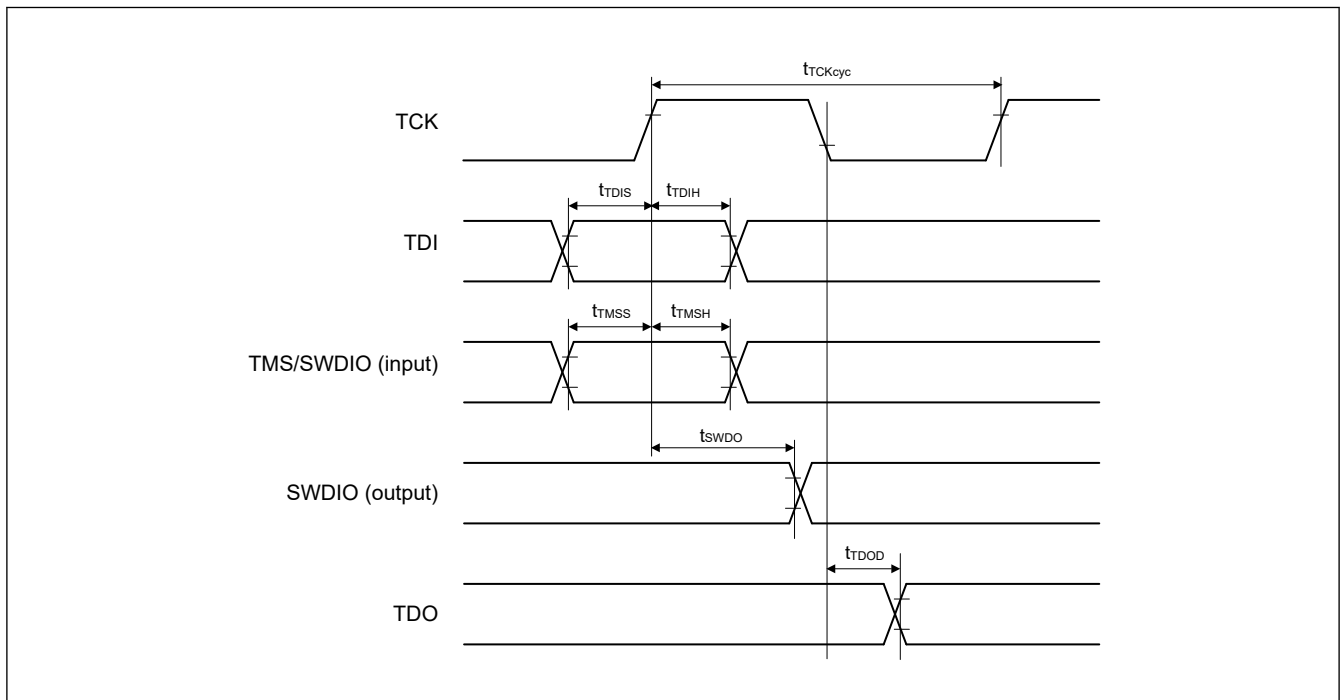 tTCKcyc
TCK
tTDIS tTDIH
TDI
tTMSS tTMSH
TMS/SWDIO (input)
tSWDO
SWDIO (output)
tTDOD
TDO